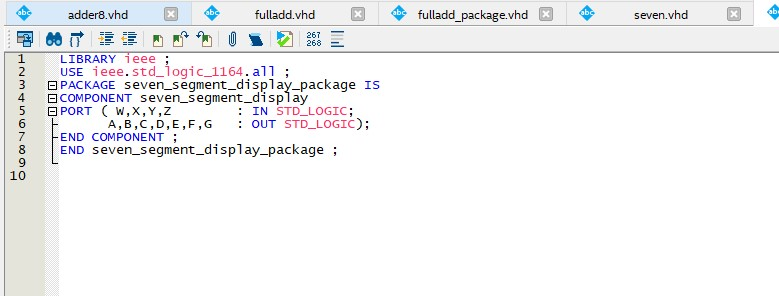 adder8.vhd fulladd.vhd fulladd_package.vhd seven.vhd
267
268
1 LIBRARY ieee ;
2 USE ieee.std_logic_1164.all ;
3 PACKAGE seven_segment_display_package IS
4 COMPONENT seven_segment_display
5 PORT ( W,X,Y,Z : IN STD_LOGIC;
6 A,B,C,D,E,F,G : OUT STD_LOGIC);
7 END COMPONENT ;
8 END seven_segment_display_package ;
9
10